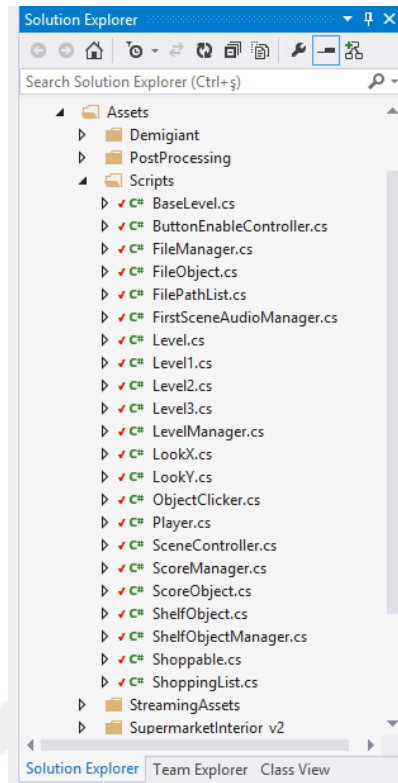 Solution Explorer
Search Solution Explorer (Ctrl+ş)
Assets
Demigiant
PostProcessing
Scripts
C# BaseLevel.cs
C# ButtonEnableController.cs
C# FileManager.cs
C# FileObject.cs
C# FilePathList.cs
C# FirstSceneAudioManager.cs
C# Level.cs
C# Level1.cs
C# Level2.cs
C# Level3.cs
C# LevelManager.cs
C# LookX.cs
C# LookY.cs
C# ObjectClicker.cs
C# Player.cs
C# SceneController.cs
C# ScoreManager.cs
C# ScoreObject.cs
C# ShelfObject.cs
C# ShelfObjectManager.cs
C# Shoppable.cs
C# ShoppingList.cs
StreamingAssets
SupermarketInterior v2
Solution Explorer Team Explorer Class View